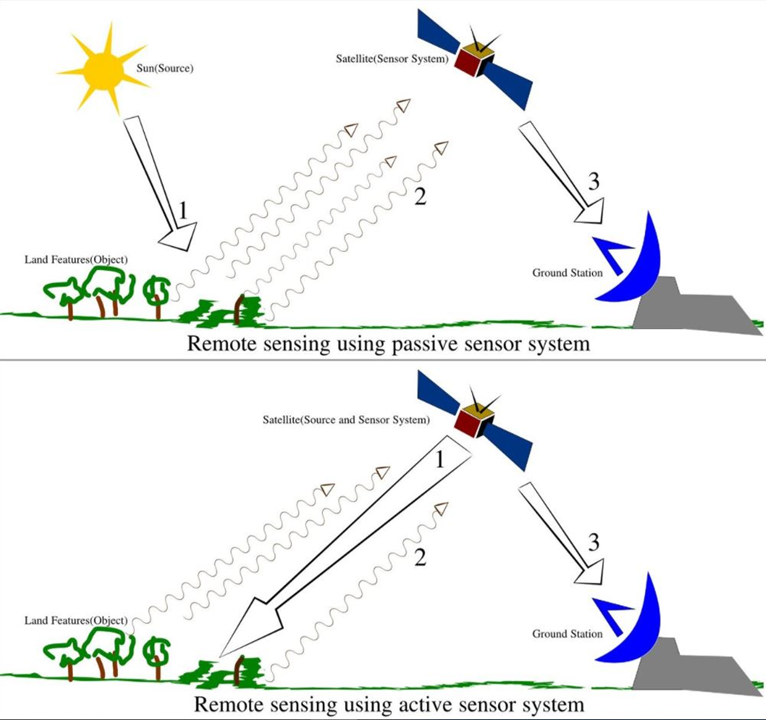 Sun(Source)
Satellite(Sensor System)
1
2
3
Land Features(Object)
Ground Station
Remote sensing using passive sensor system
Satellite(Source and Sensor System)
1
2
3
Land Features(Object)
Ground Station
Remote sensing using active sensor system